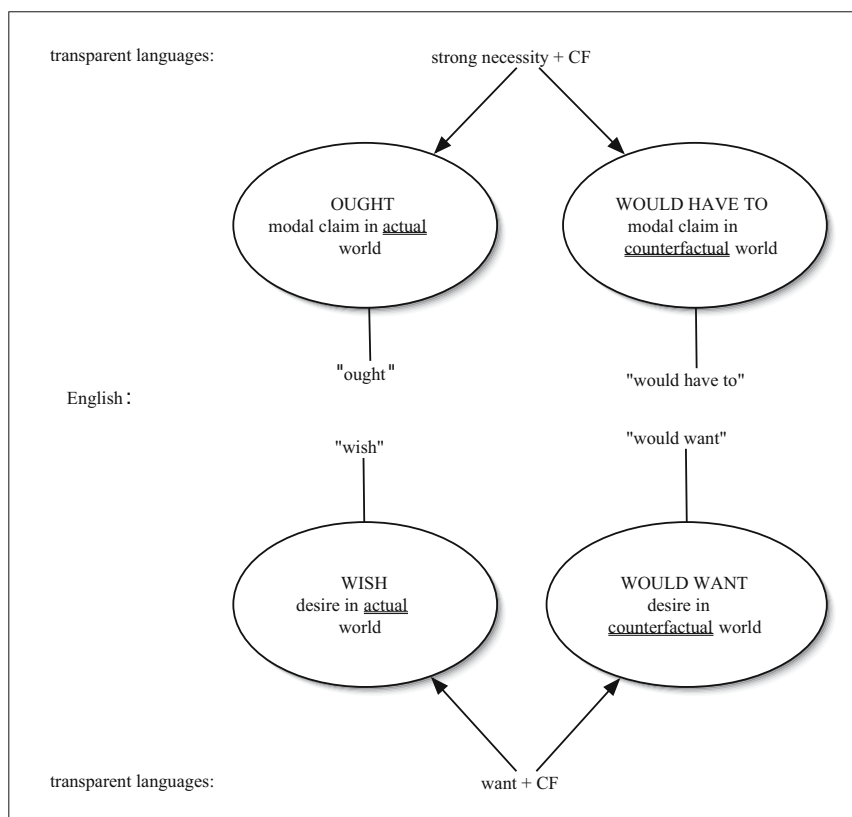 transparent languages:
strong necessity + CF
OUGHT
modal claim in actual
world
WOULD HAVE TO
modal claim in
counterfactual world
"ought"
"would have to"
English:
"wish"
"would want"
WISH
desire in actual
world
WOULD WANT
desire in
counterfactual world
transparent languages:
want + CF